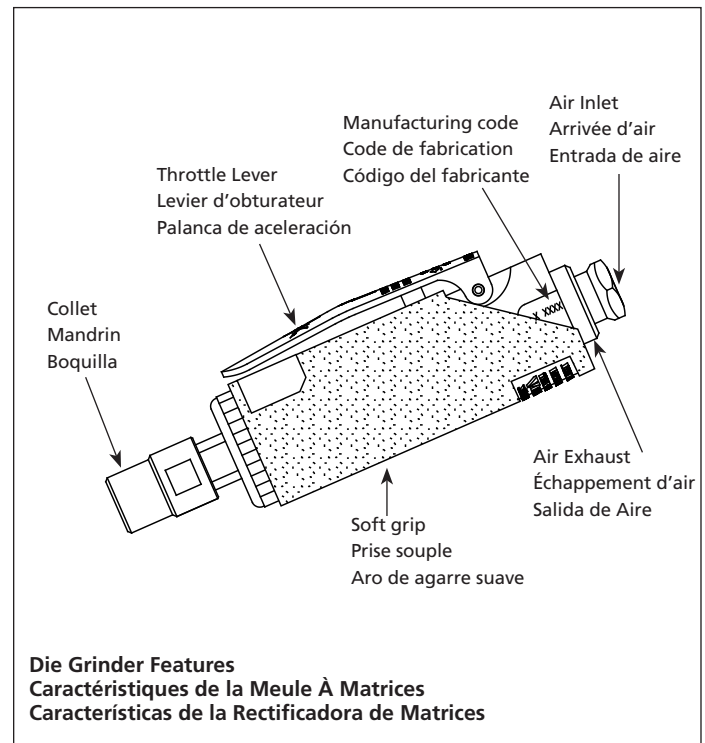 Air Inlet
Arrivée d’air
Entrada de aire
Manufacturing code
Code de fabrication
Código del fabricante
Throttle Lever
Levier d’obturateur
Palanca de aceleración
X XXXX
Collet
Mandrin
Boquilla
Air Exhaust
Échappement d’air
Salida de Aire
Soft grip
Prise souple
Aro de agarre suave
Die Grinder Features
Caractéristiques de la Meule À Matrices
Características de la Rectificadora de Matrices